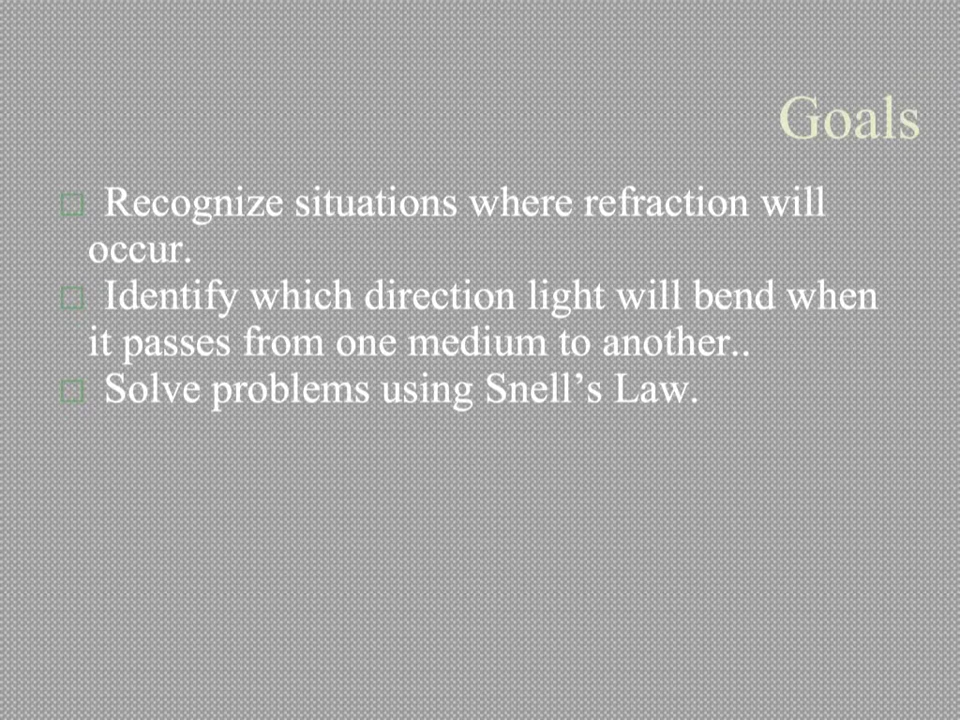 Goals
□ Recognize situations where refraction will
occur.
□ Identify which direction light will bend when
it passes from one medium to another..
□ Solve problems using Snell’s Law.